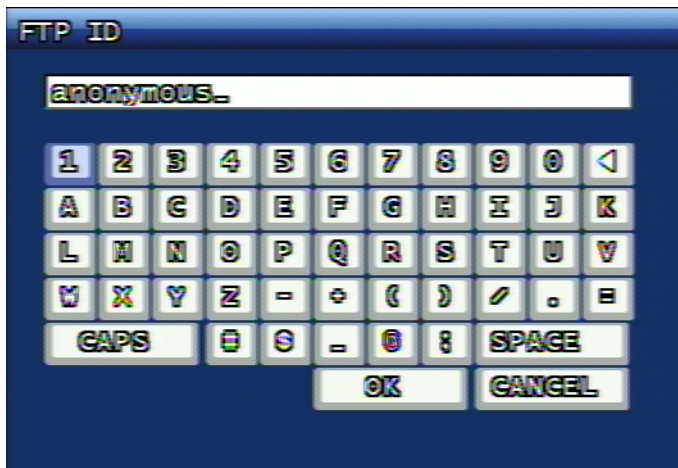 FTP ID
anonymous_
1 2 3 4 5 6 7 8 9 0
A B C D E F G H I J K
L M N O P Q R S T U V
W X Y Z - + ( ) / . =
CAPS _ @ : SPACE
OK CANCEL